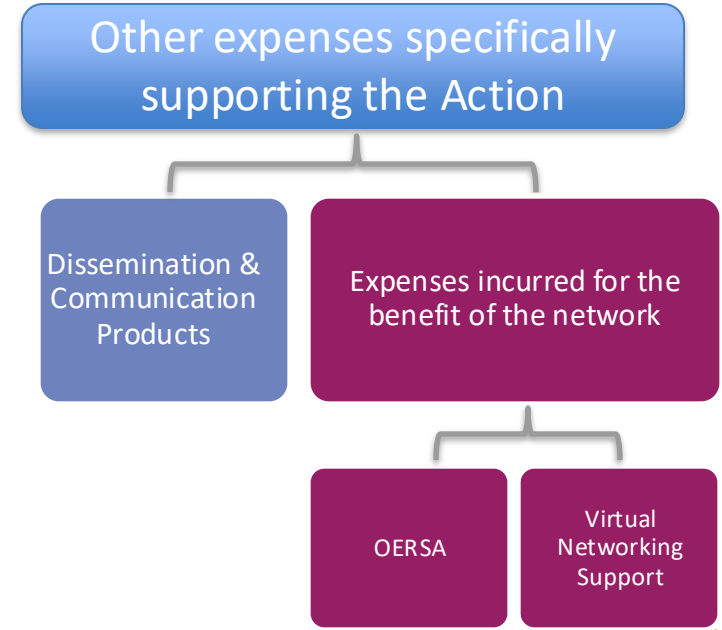 Other expenses specifically
supporting the Action
Dissemination &
Communication
Products
Expenses incurred for the
benefit of the network
OERSA
Virtual
Networking
Support